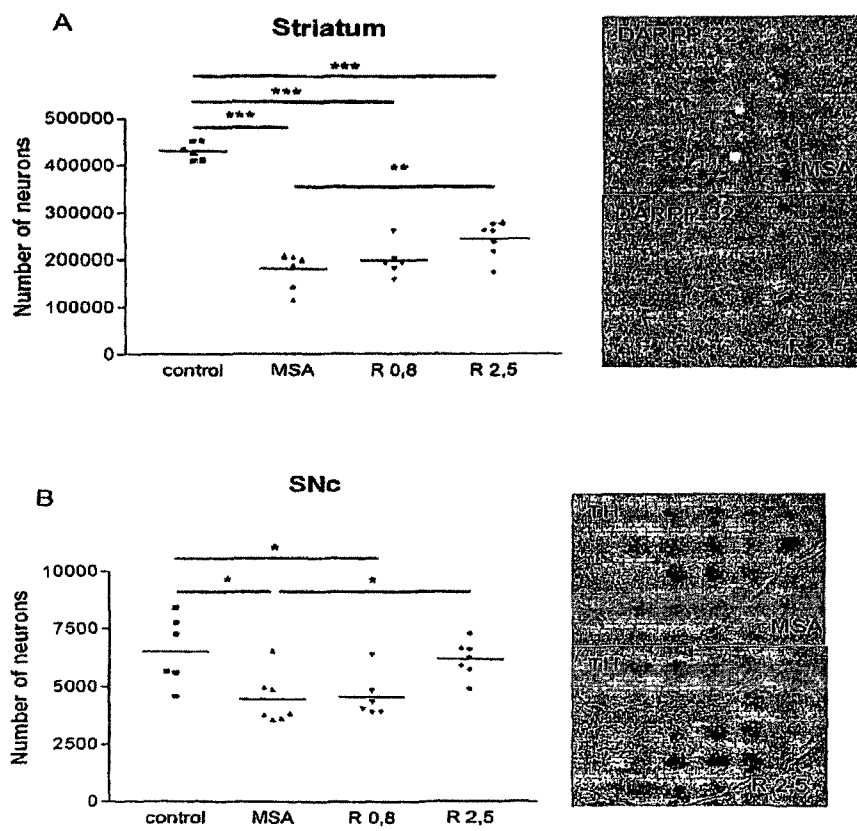 A
Striatum
***
***
***
**
Number of neurons
500000
400000
300000
200000
100000
0
control
MSA
R 0,8
R 2,5
DARPP-32
MSA
DARPP-32
R 2,5
B
SNc
*
*
*
Number of neurons
10000
7500
5000
2500
0
control
MSA
R 0,8
R 2,5
TH
MSA
TH
R 2,5